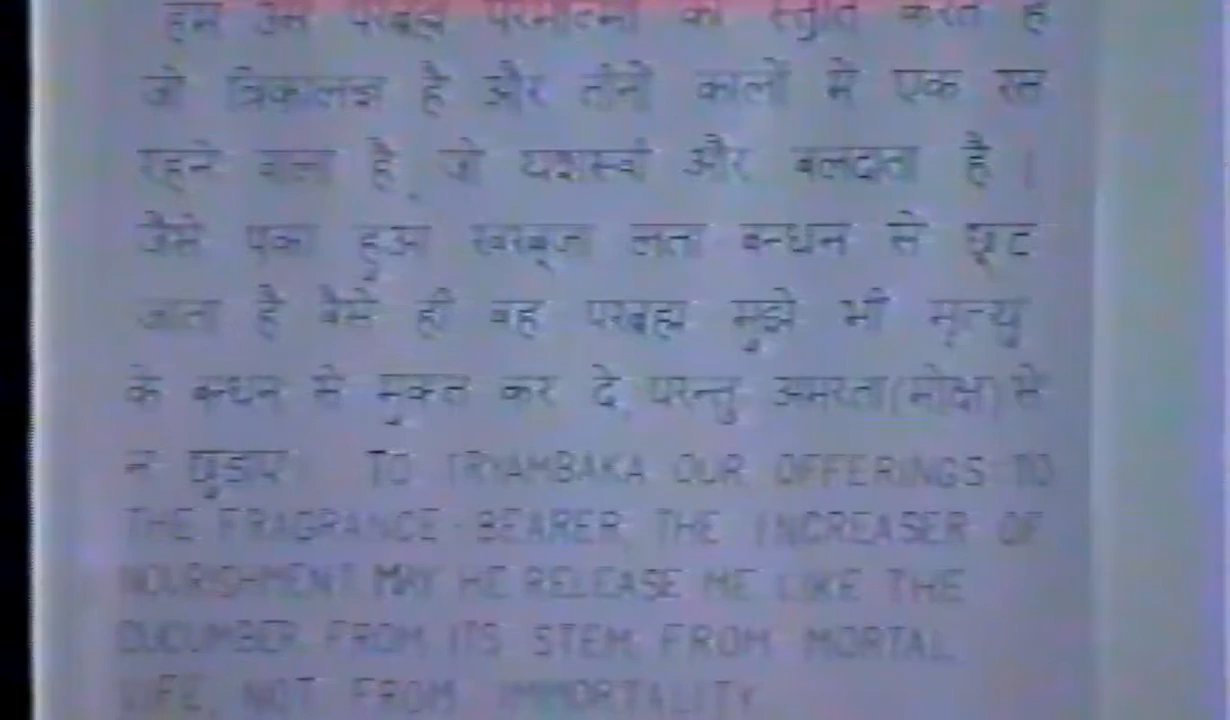 हम उस परब्रह्म परमात्मा की स्तुति करते है
जो त्रिकालज्ञ है और तीनों कालों में एक रस
रहने वाला है, जो यशस्वी और बलदाता है ।
जैसे पका हुआ खरबूजा लता बन्धन से छूट
जाता है वैसे ही वह परब्रह्म मुझे भी मृत्यु
के बन्धन से मुक्त कर दे, परन्तु अमरता (मोक्ष) से
न छुडाए। TO TRYAMBAKA OUR OFFERINGS TO
THE FRAGRANCE-BEARER, THE INCREASER OF
NOURISHMENT, MAY HE RELEASE ME LIKE THE
CUCUMBER FROM ITS STEM, FROM MORTAL
LIFE, NOT FROM IMMORTALITY